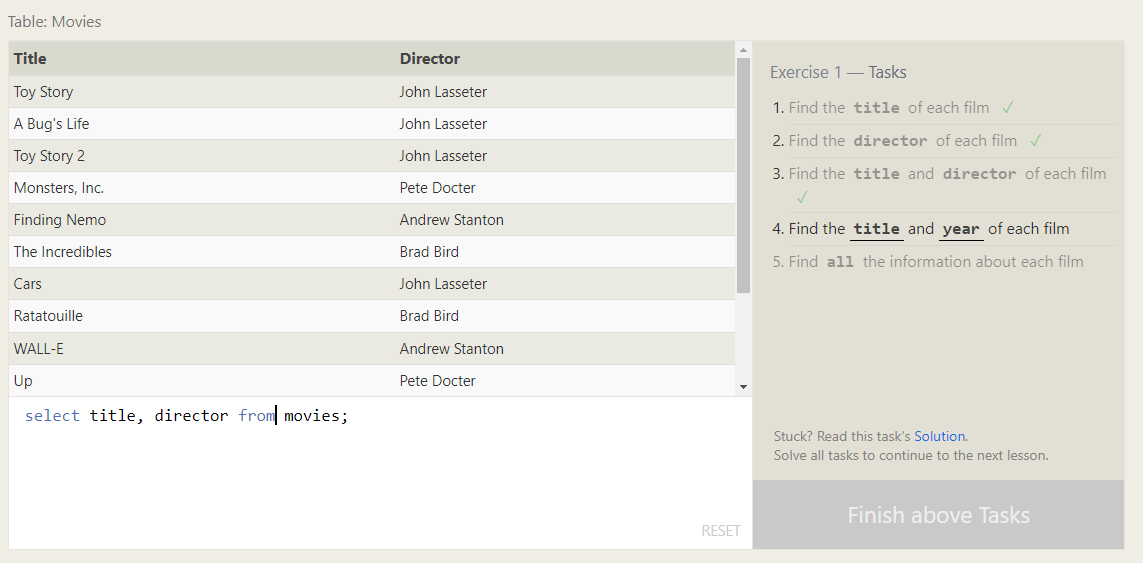 Table: Movies
Title Director
Toy Story John Lasseter
A Bug's Life John Lasseter
Toy Story 2 John Lasseter
Monsters, Inc. Pete Docter
Finding Nemo Andrew Stanton
The Incredibles Brad Bird
Cars John Lasseter
Ratatouille Brad Bird
WALL-E Andrew Stanton
Up Pete Docter
select title, director from movies;
RESET
Exercise 1 — Tasks
1. Find the title of each film ✓
2. Find the director of each film ✓
3. Find the title and director of each film
✓
4. Find the title and year of each film
5. Find all the information about each film
Stuck? Read this task's Solution.
Solve all tasks to continue to the next lesson.
Finish above Tasks